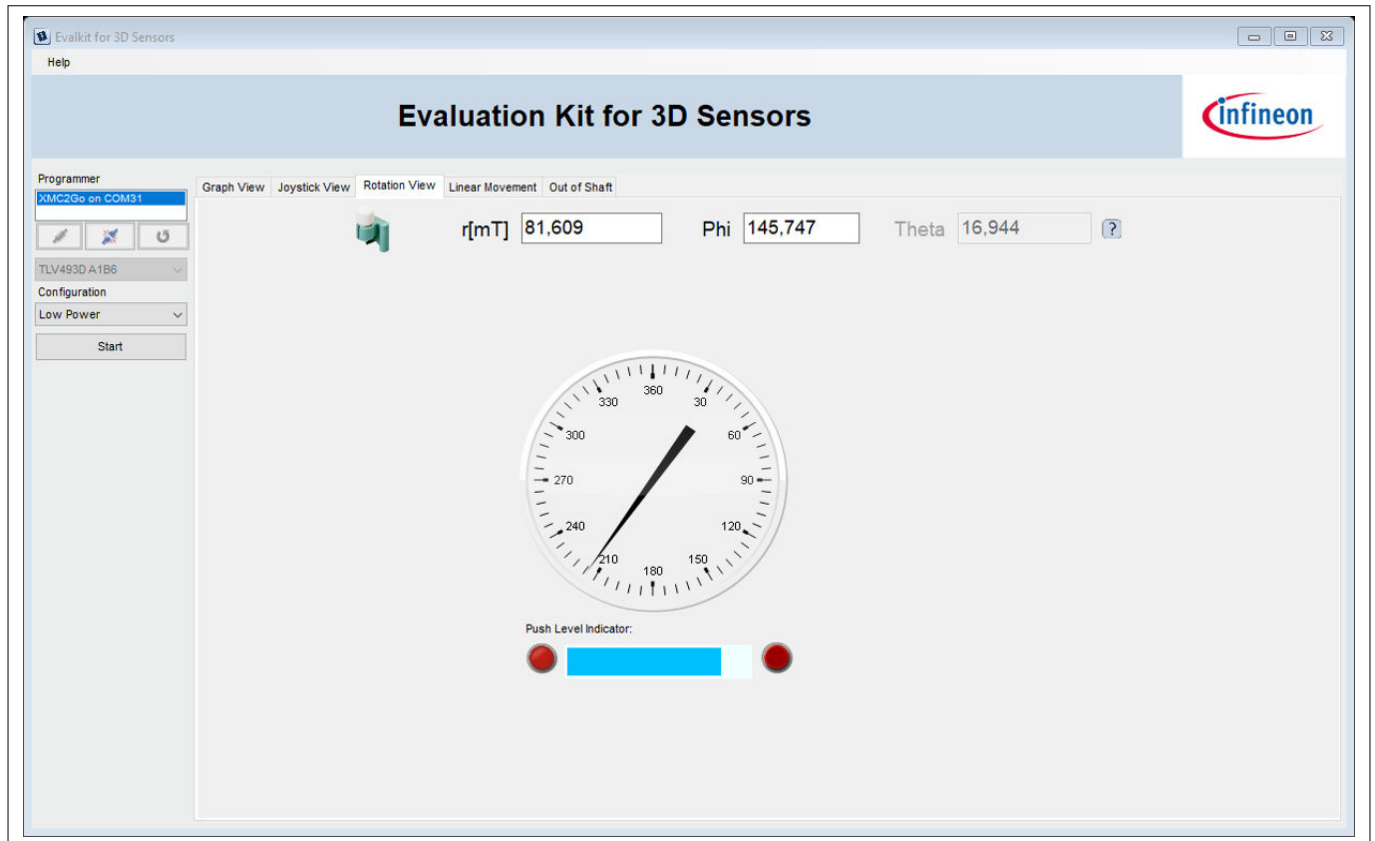 Evalkit for 3D Sensors
Help
Evaluation Kit for 3D Sensors
infineon
Programmer
XMC2Go on COM31
TLV493D A1B6
Configuration
Low Power
Start
Graph View Joystick View Rotation View Linear Movement Out of Shaft
r[mT] 81,609 Phi 145,747 Theta 16,944 ?
360
330 30
300 60
270 90
240 120
210 150
180
Push Level Indicator: